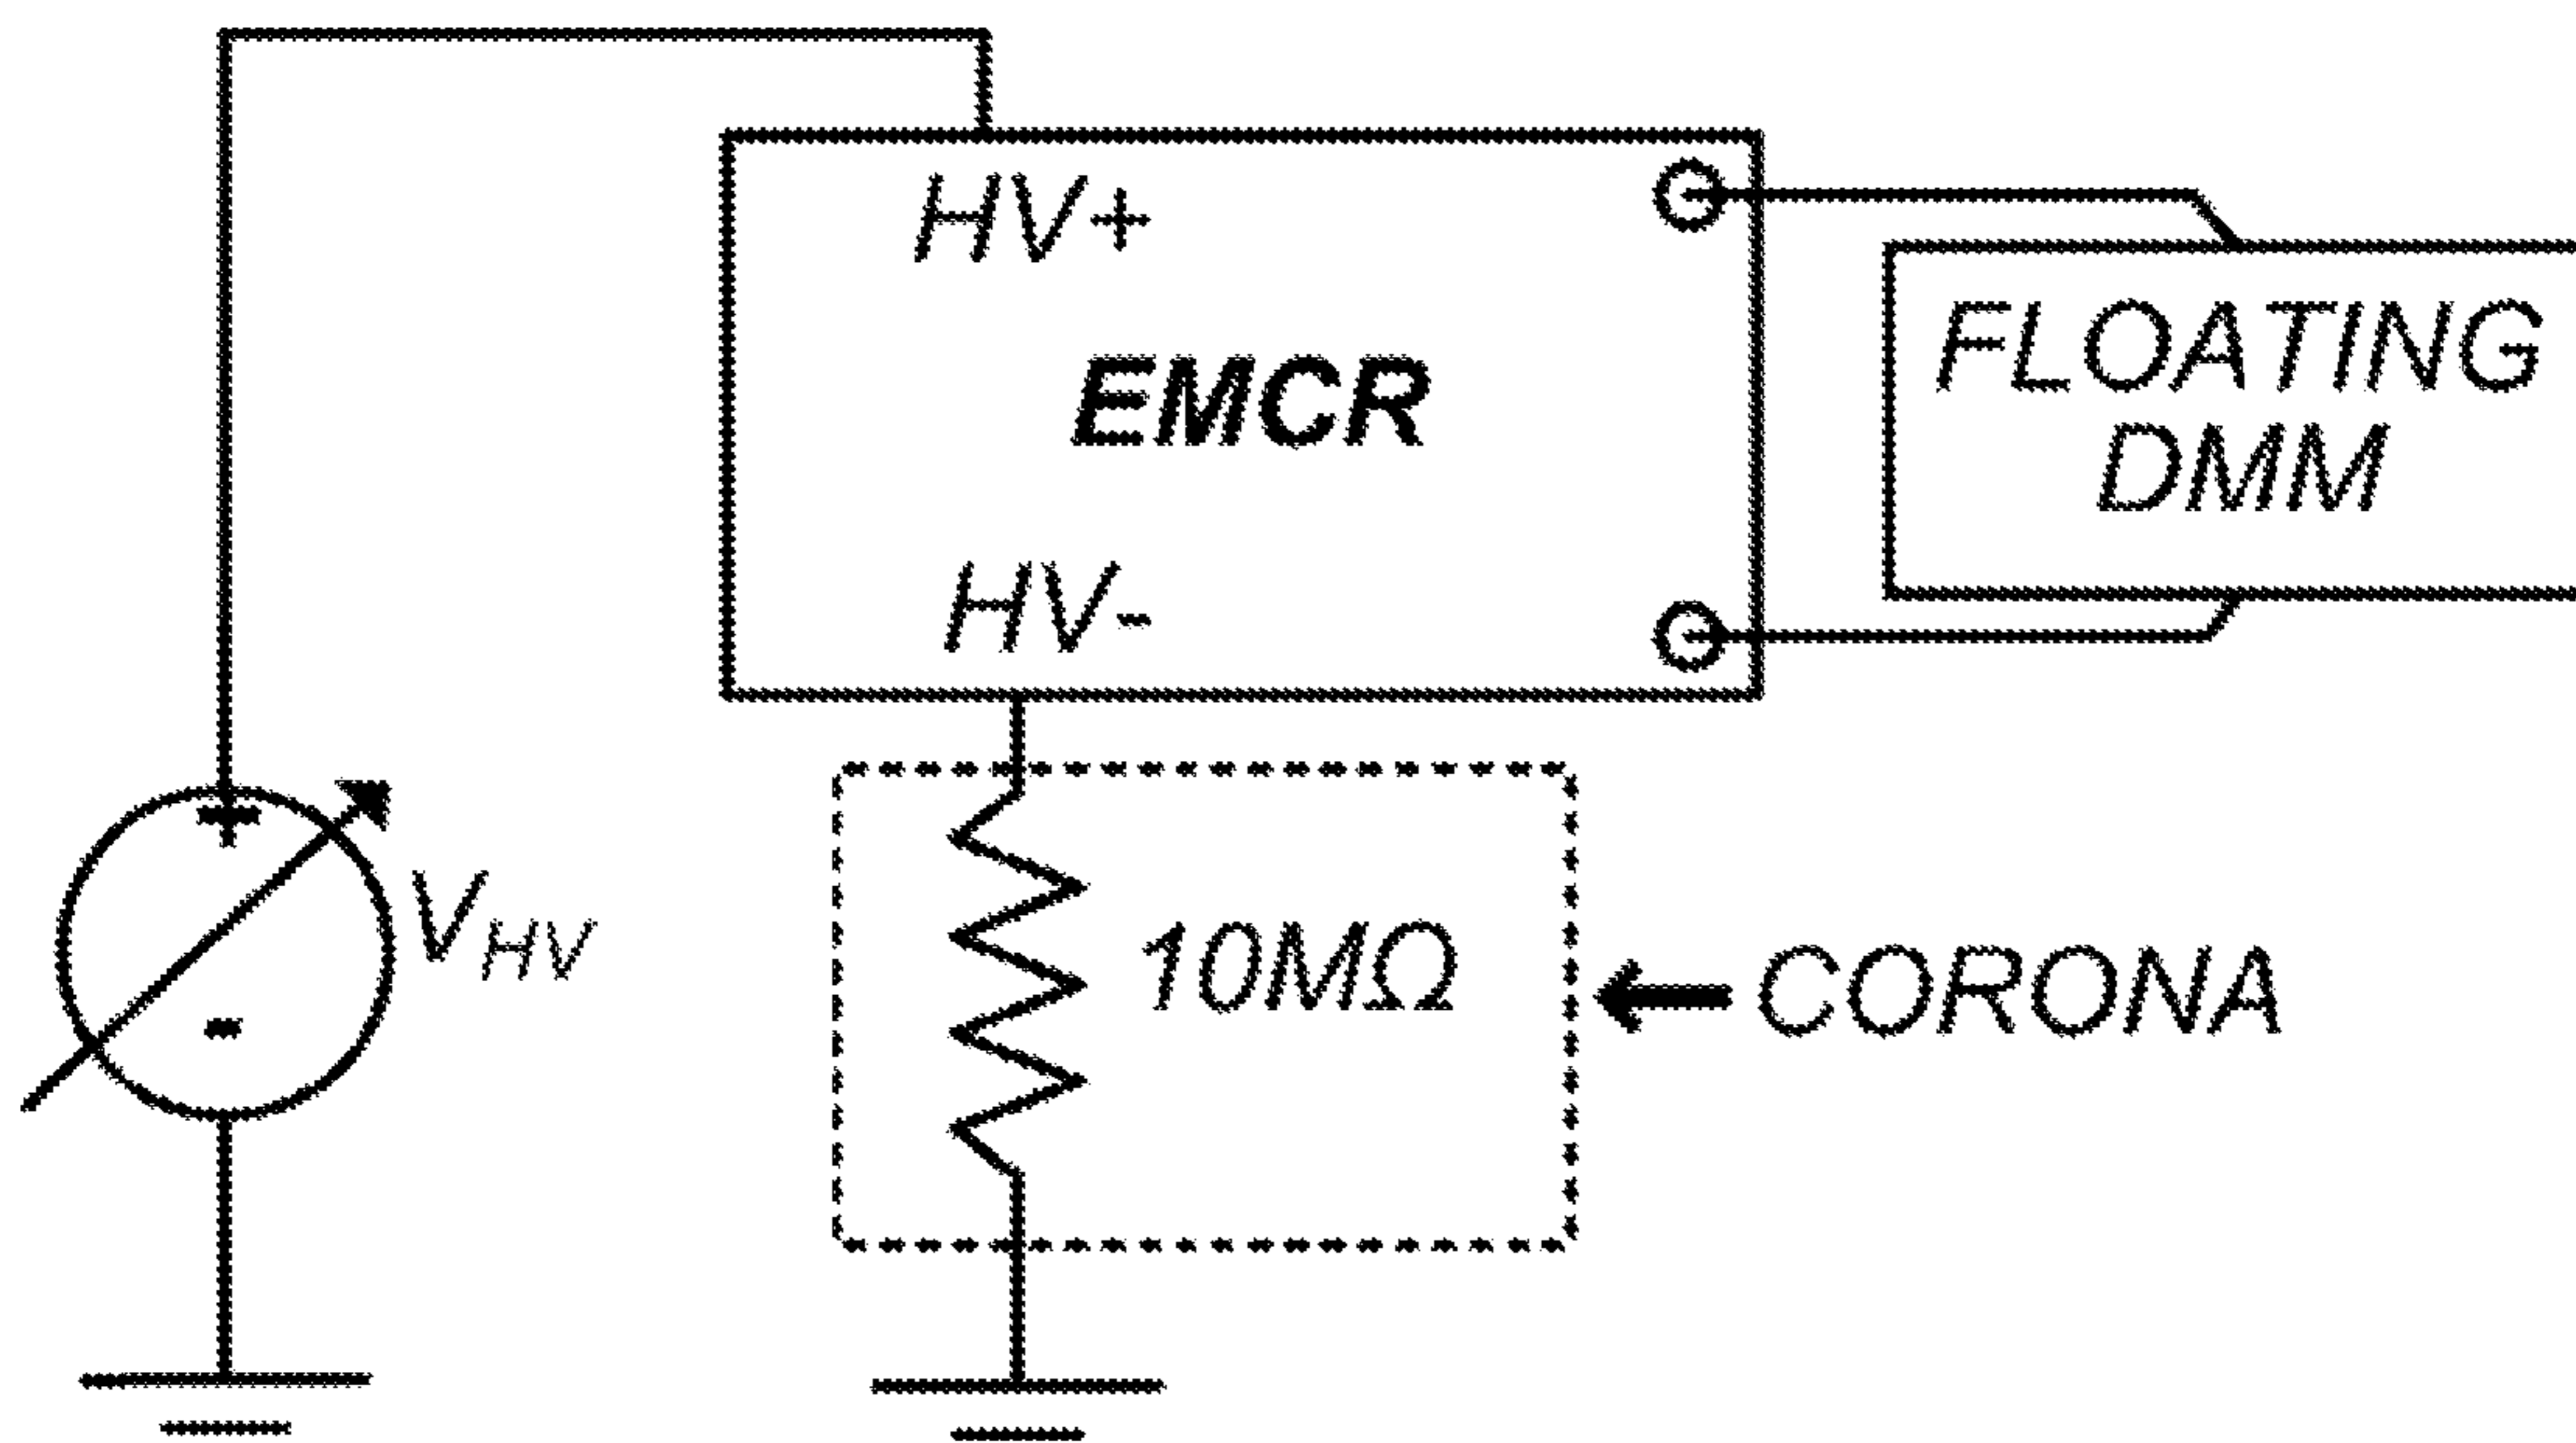 HV+
EMCR
HV-
FLOATING
DMM
+
-
VHV
10MΩ
CORONA